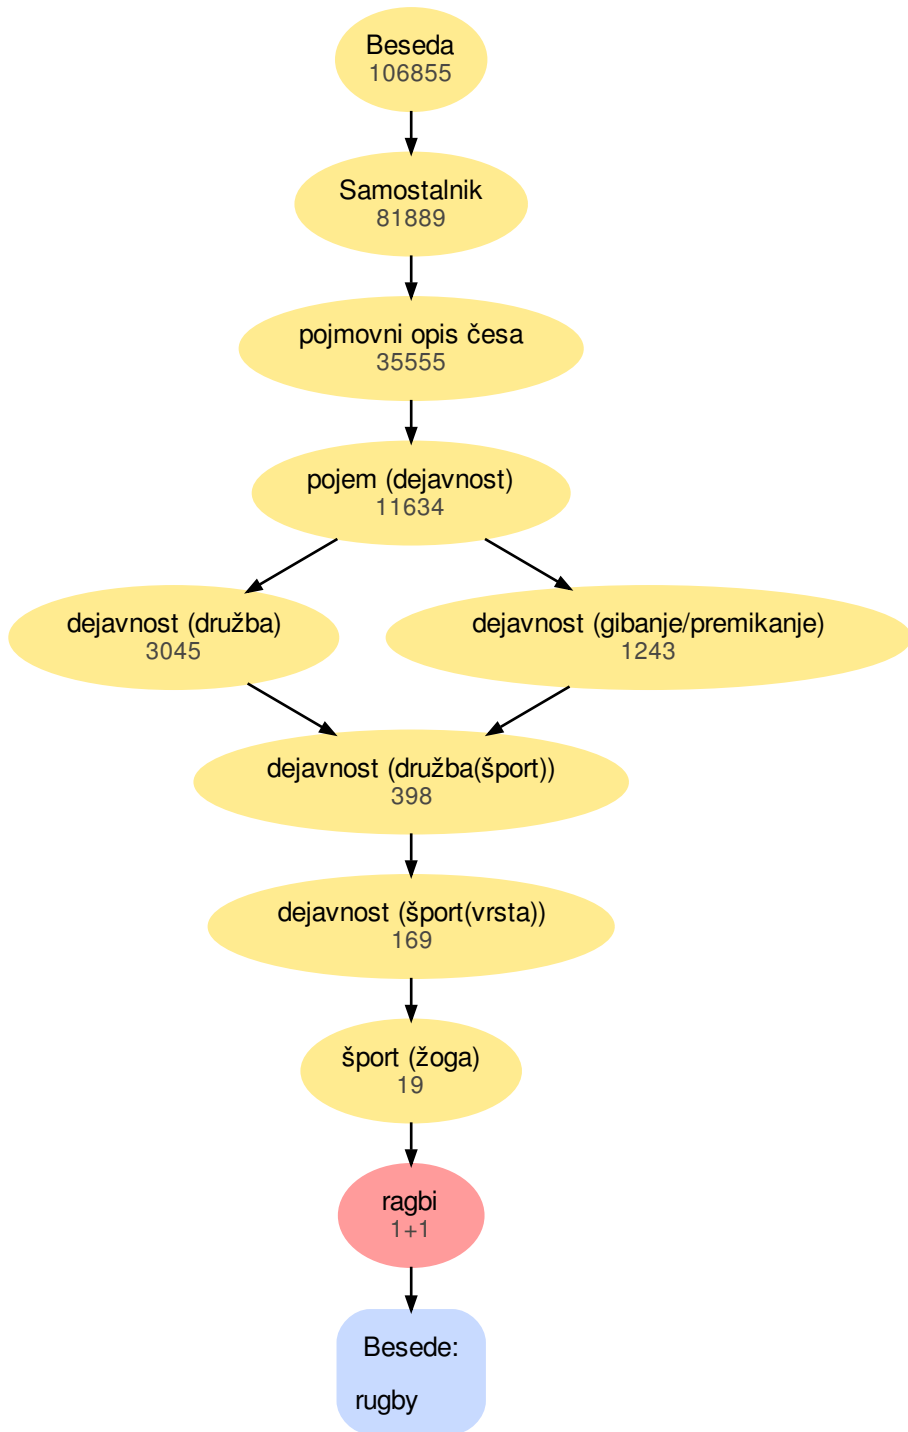 Beseda
106855
Samostalnik
81889
pojmovni opis česa
35555
pojem (dejavnost)
11634
dejavnost (družba)
3045
dejavnost (gibanje/premikanje)
1243
dejavnost (družba(šport))
398
dejavnost (šport(vrsta))
169
šport (žoga)
19
ragbi
1+1
Besede:
rugby